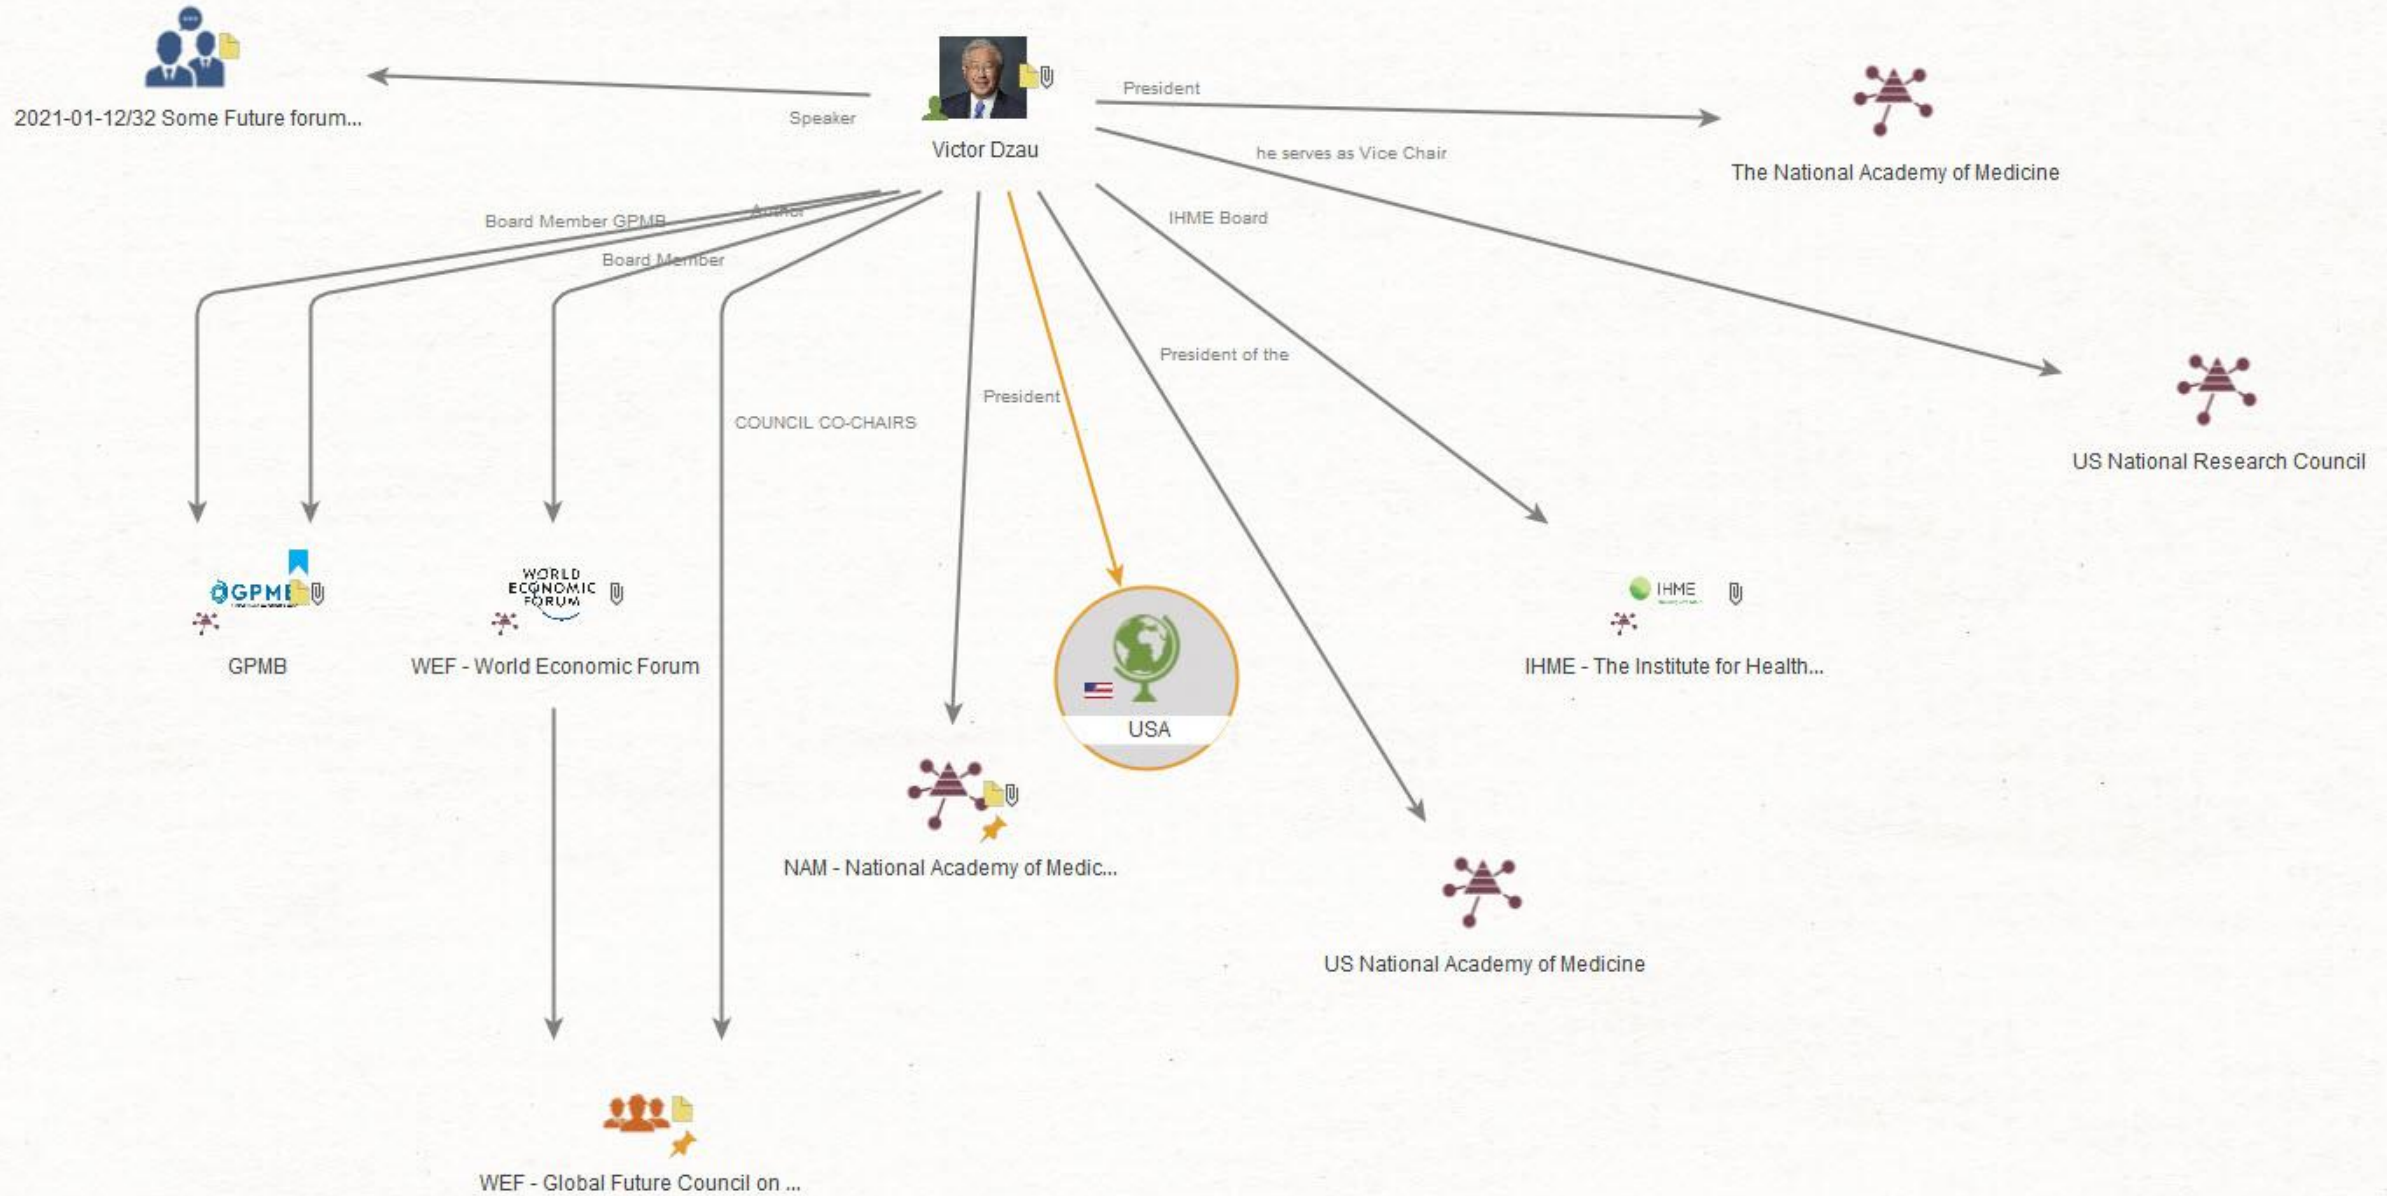 2021-01-12/32 Some Future forum...
Speaker
Victor Dzau
President
The National Academy of Medicine
he serves as Vice Chair
Board Member GPMB
Author
IHME Board
Board Member
President of the
President
COUNCIL CO-CHAIRS
US National Research Council
GPMB
WORLD
ECONOMIC
FORUM
IHME
GPMB
WEF - World Economic Forum
IHME - The Institute for Health...
USA
NAM - National Academy of Medic...
US National Academy of Medicine
WEF - Global Future Council on ...